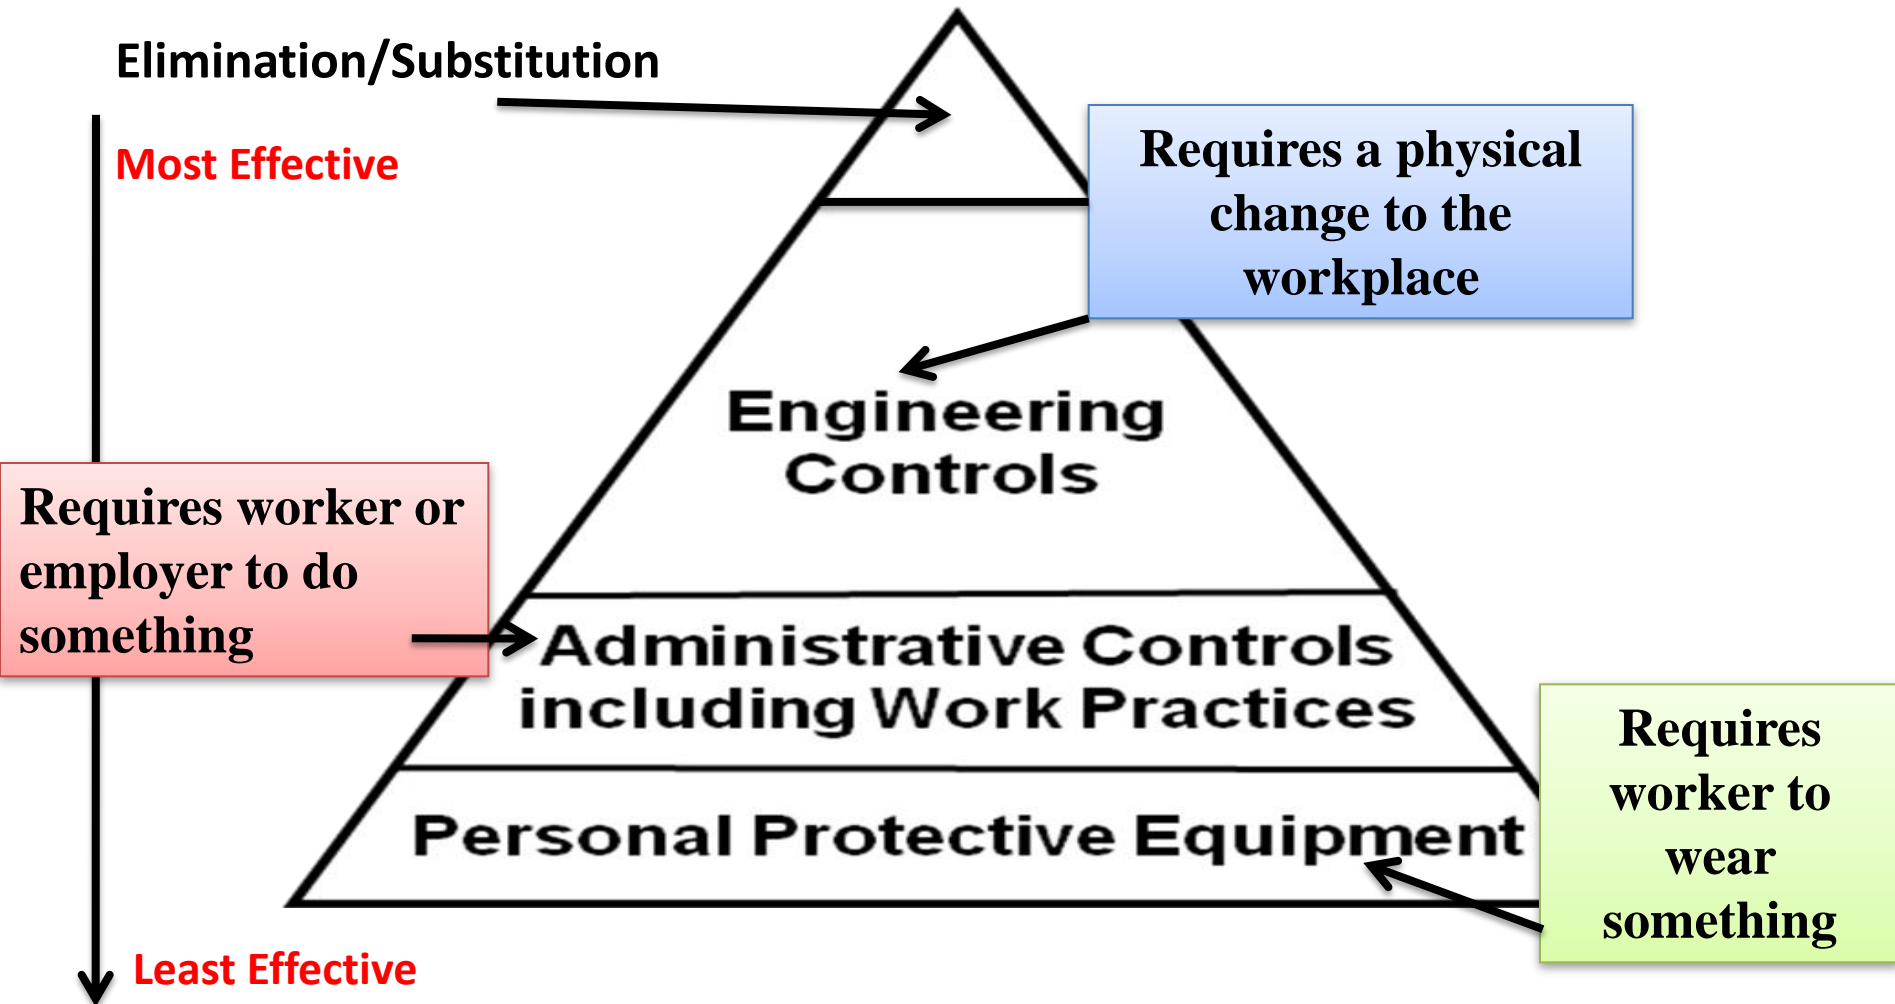 Elimination/Substitution
Most Effective
Requires a physical
change to the
workplace
Engineering
Controls
Requires worker or
employer to do
something
Administrative Controls
including Work Practices
Requires
worker to
wear
something
Personal Protective Equipment
Least Effective